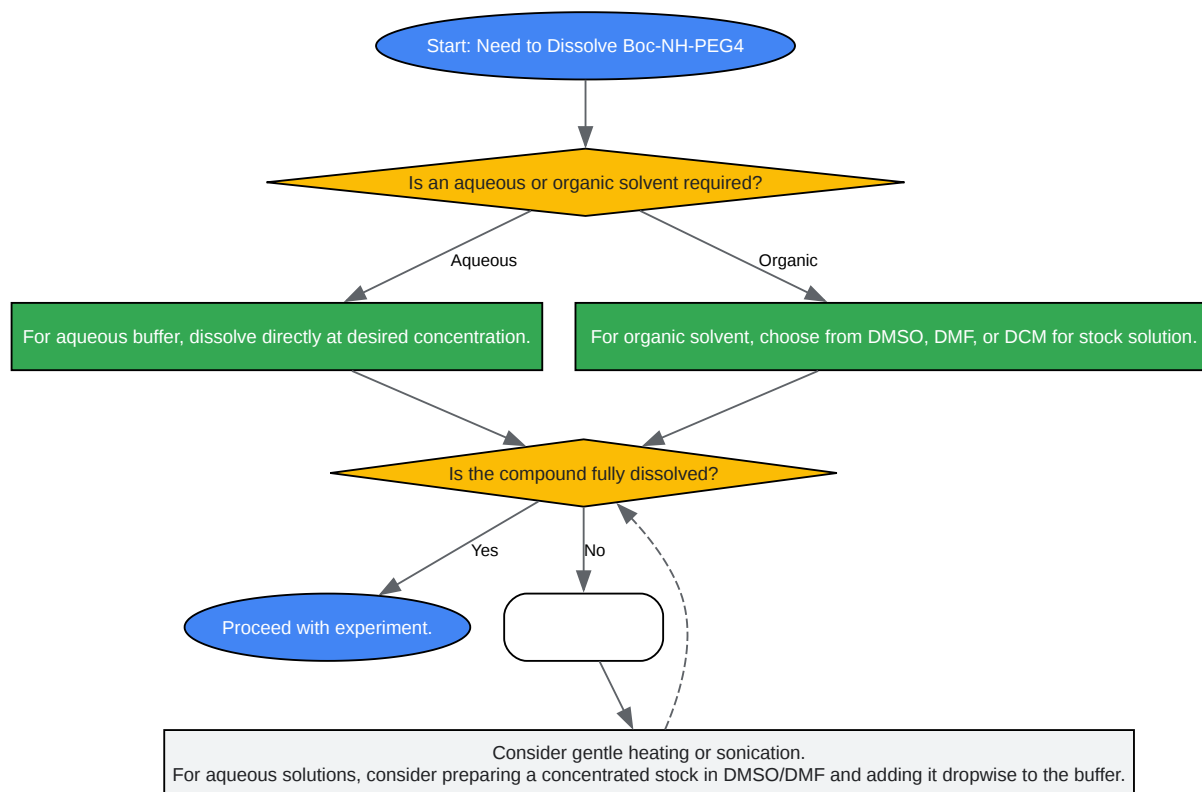 Start: Need to Dissolve Boc-NH-PEG4
Is an aqueous or organic solvent required?
Aqueous
Organic
For aqueous buffer, dissolve directly at desired concentration.
For organic solvent, choose from DMSO, DMF, or DCM for stock solution.
Is the compound fully dissolved?
Yes
No
Proceed with experiment.
Consider gentle heating or sonication.
For aqueous solutions, consider preparing a concentrated stock in DMSO/DMF and adding it dropwise to the buffer.